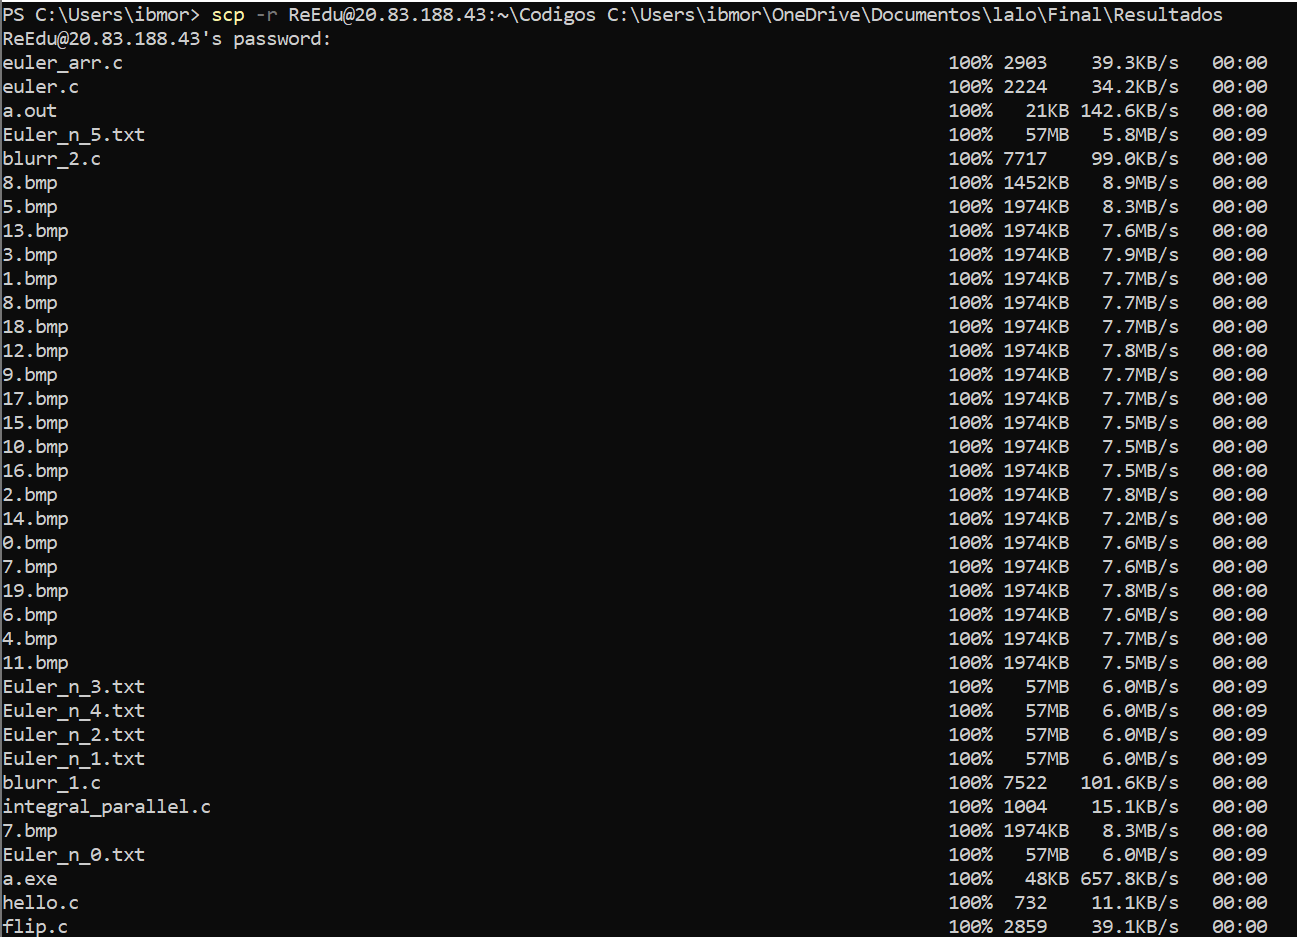 PS C:\Users\ibmor> scp -r ReEdu@20.83.188.43:~\Codigos C:\Users\ibmor\OneDrive\Documentos\lalo\Final\Resultados
ReEdu@20.83.188.43's password:
euler_arr.c 100% 2903 39.3KB/s 00:00
euler.c 100% 2224 34.2KB/s 00:00
a.out 100% 21KB 142.6KB/s 00:00
Euler_n_5.txt 100% 57MB 5.8MB/s 00:09
blurr_2.c 100% 7717 99.0KB/s 00:00
8.bmp 100% 1452KB 8.9MB/s 00:00
5.bmp 100% 1974KB 8.3MB/s 00:00
13.bmp 100% 1974KB 7.6MB/s 00:00
3.bmp 100% 1974KB 7.9MB/s 00:00
1.bmp 100% 1974KB 7.7MB/s 00:00
8.bmp 100% 1974KB 7.7MB/s 00:00
18.bmp 100% 1974KB 7.7MB/s 00:00
12.bmp 100% 1974KB 7.8MB/s 00:00
9.bmp 100% 1974KB 7.7MB/s 00:00
17.bmp 100% 1974KB 7.7MB/s 00:00
15.bmp 100% 1974KB 7.5MB/s 00:00
10.bmp 100% 1974KB 7.5MB/s 00:00
16.bmp 100% 1974KB 7.5MB/s 00:00
2.bmp 100% 1974KB 7.8MB/s 00:00
14.bmp 100% 1974KB 7.2MB/s 00:00
0.bmp 100% 1974KB 7.6MB/s 00:00
7.bmp 100% 1974KB 7.6MB/s 00:00
19.bmp 100% 1974KB 7.8MB/s 00:00
6.bmp 100% 1974KB 7.6MB/s 00:00
4.bmp 100% 1974KB 7.7MB/s 00:00
11.bmp 100% 1974KB 7.5MB/s 00:00
Euler_n_3.txt 100% 57MB 6.0MB/s 00:09
Euler_n_4.txt 100% 57MB 6.0MB/s 00:09
Euler_n_2.txt 100% 57MB 6.0MB/s 00:09
Euler_n_1.txt 100% 57MB 6.0MB/s 00:09
blurr_1.c 100% 7522 101.6KB/s 00:00
integral_parallel.c 100% 1004 15.1KB/s 00:00
7.bmp 100% 1974KB 8.3MB/s 00:00
Euler_n_0.txt 100% 57MB 6.0MB/s 00:09
a.exe 100% 48KB 657.8KB/s 00:00
hello.c 100% 732 11.1KB/s 00:00
flip.c 100% 2859 39.1KB/s 00:00